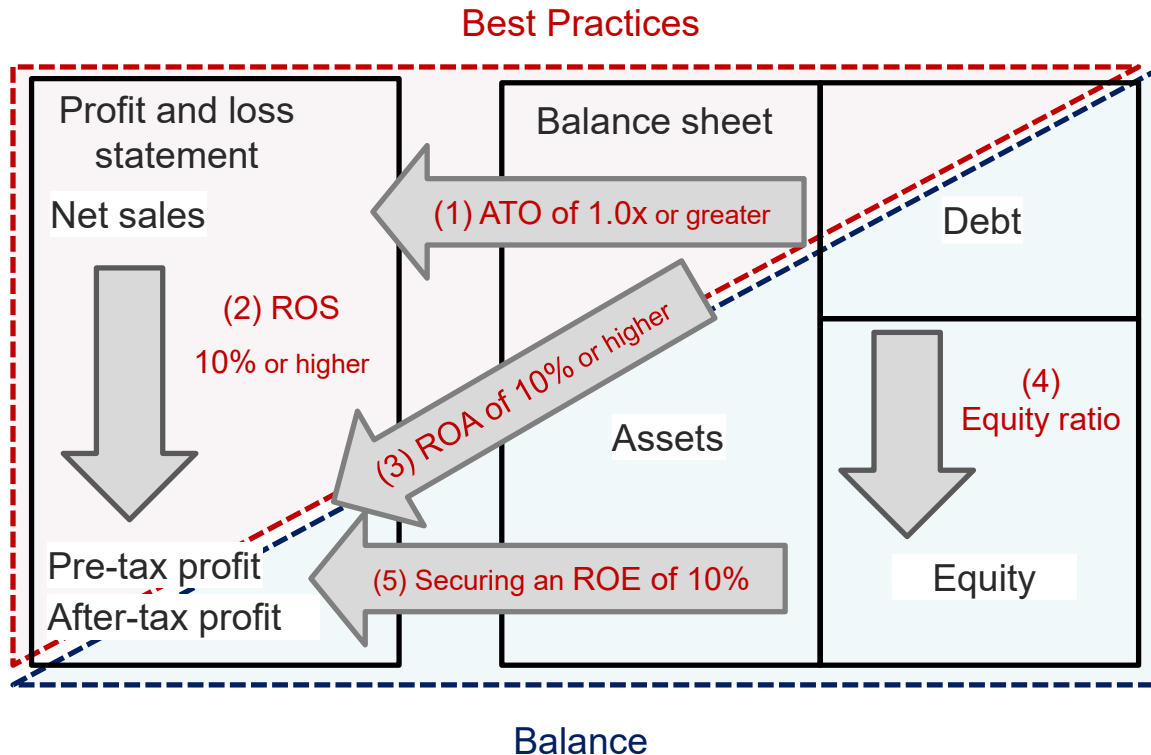 Best Practices
Profit and loss
statement
Balance sheet
Net sales
(1) ATO of 1.0x or greater
Debt
(2) ROS
10% or higher
(3) ROA of 10% or higher
Assets
(4)
Equity ratio
Pre-tax profit
After-tax profit
(5) Securing an ROE of 10%
Equity
Balance